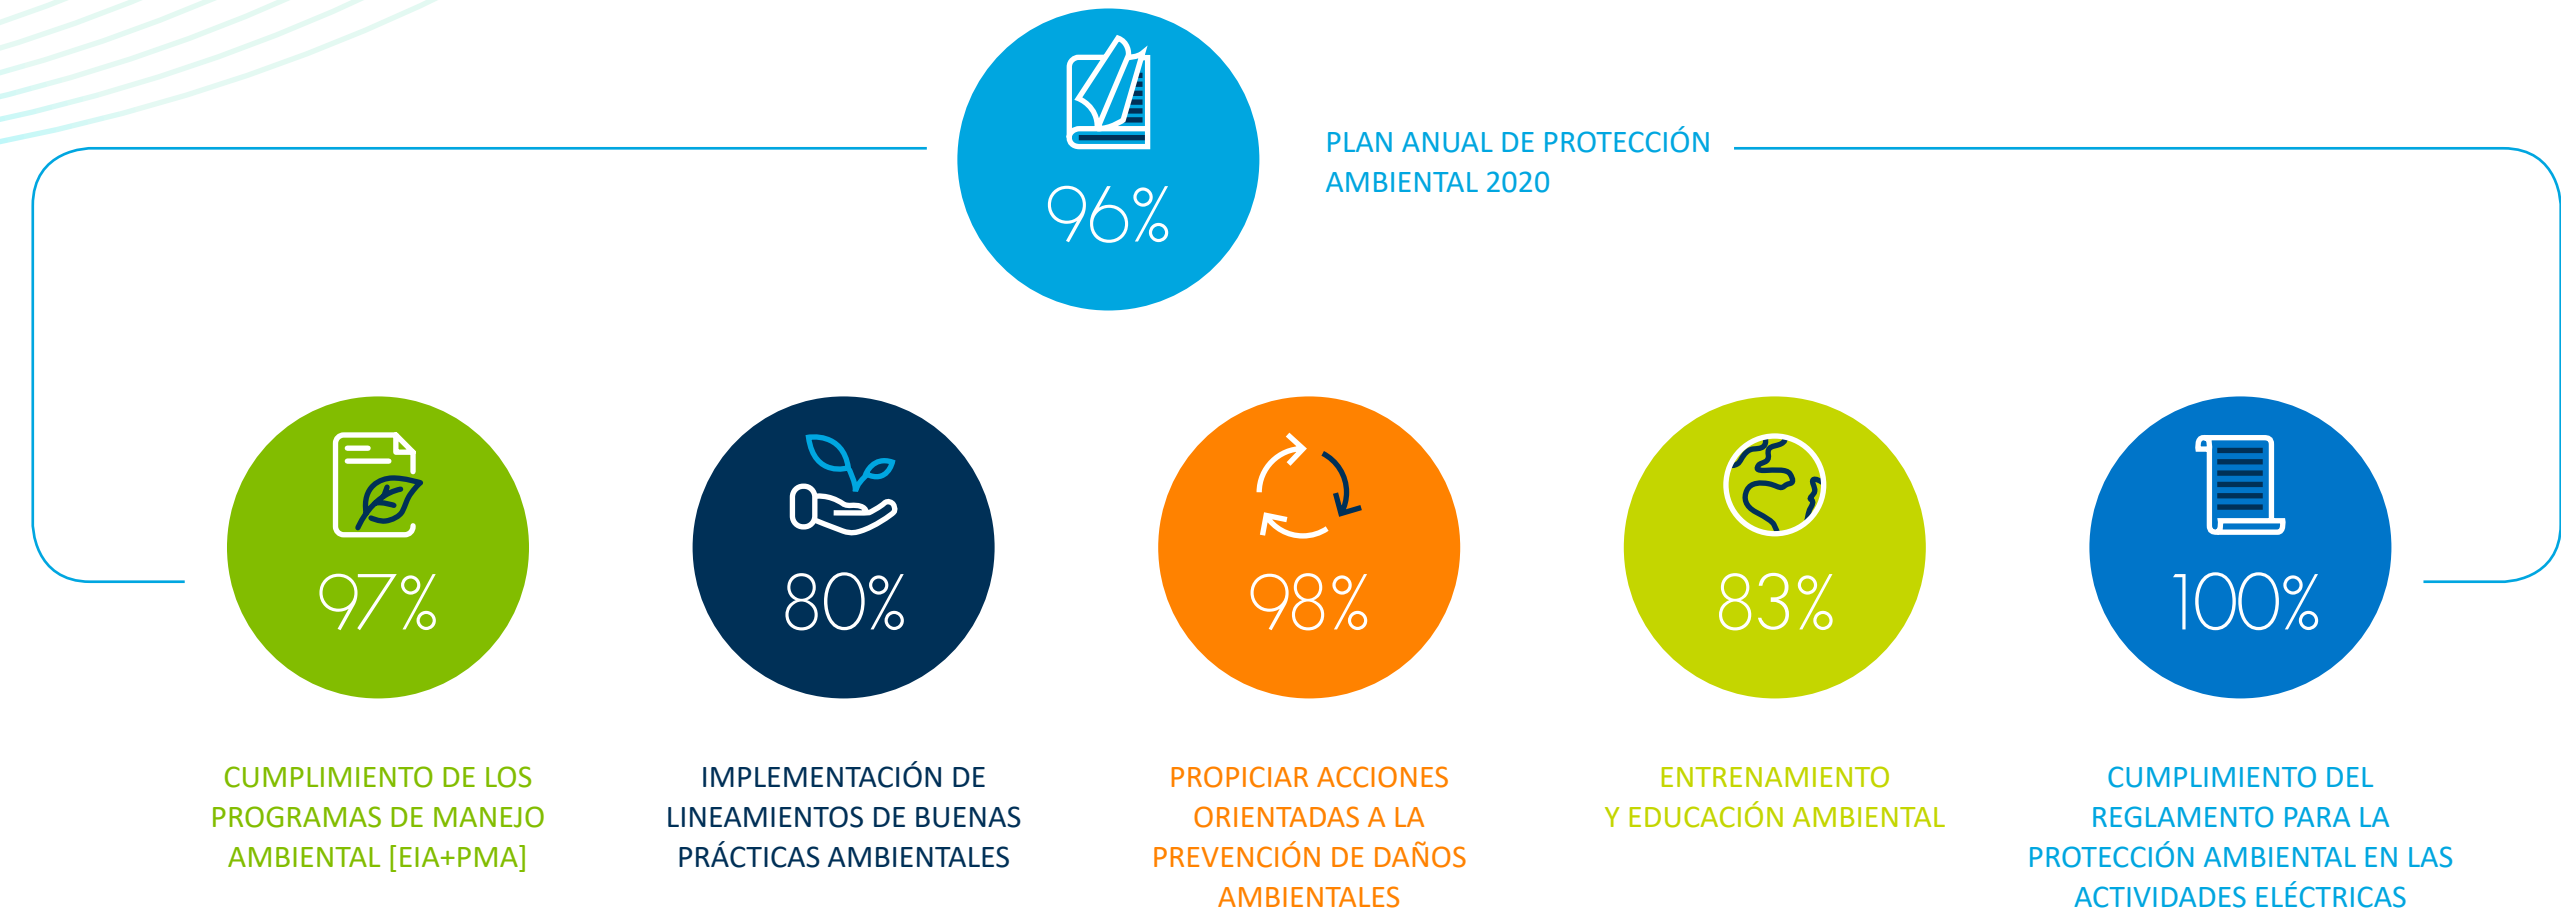 96%
PLAN ANUAL DE PROTECCIÓN
AMBIENTAL 2020
97%
CUMPLIMIENTO DE LOS
PROGRAMAS DE MANEJO
AMBIENTAL [EIA+PMA]
80%
IMPLEMENTACIÓN DE
LINEAMIENTOS DE BUENAS
PRÁCTICAS AMBIENTALES
98%
PROPICIAR ACCIONES
ORIENTADAS A LA
PREVENCIÓN DE DAÑOS
AMBIENTALES
83%
ENTRENAMIENTO
Y EDUCACIÓN AMBIENTAL
100%
CUMPLIMIENTO DEL
REGLAMENTO PARA LA
PROTECCIÓN AMBIENTAL EN LAS
ACTIVIDADES ELÉCTRICAS